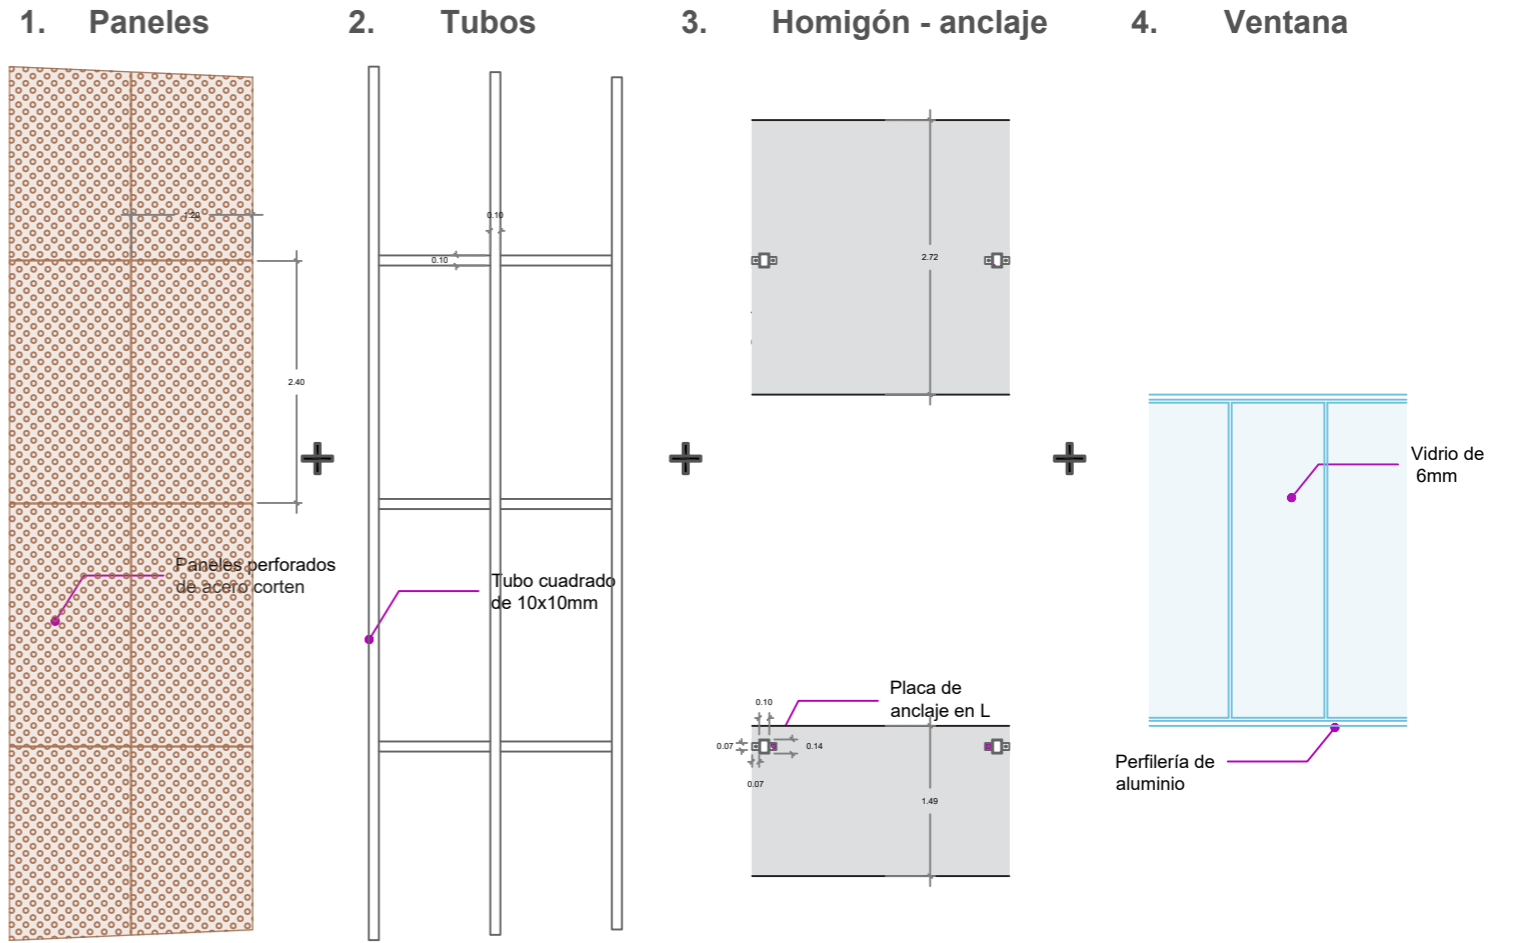 1. Paneles
2. Tubos
3. Homigón - anclaje
4. Ventana
1.20
2.40
Paneles perforados
de acero corten
0.10
0.10
Tubo cuadrado
de 10x10mm
2.72
Placa de
anclaje en L
0.10
0.07
0.14
0.07
1.49
Vidrio de
6mm
Perfilería de
aluminio